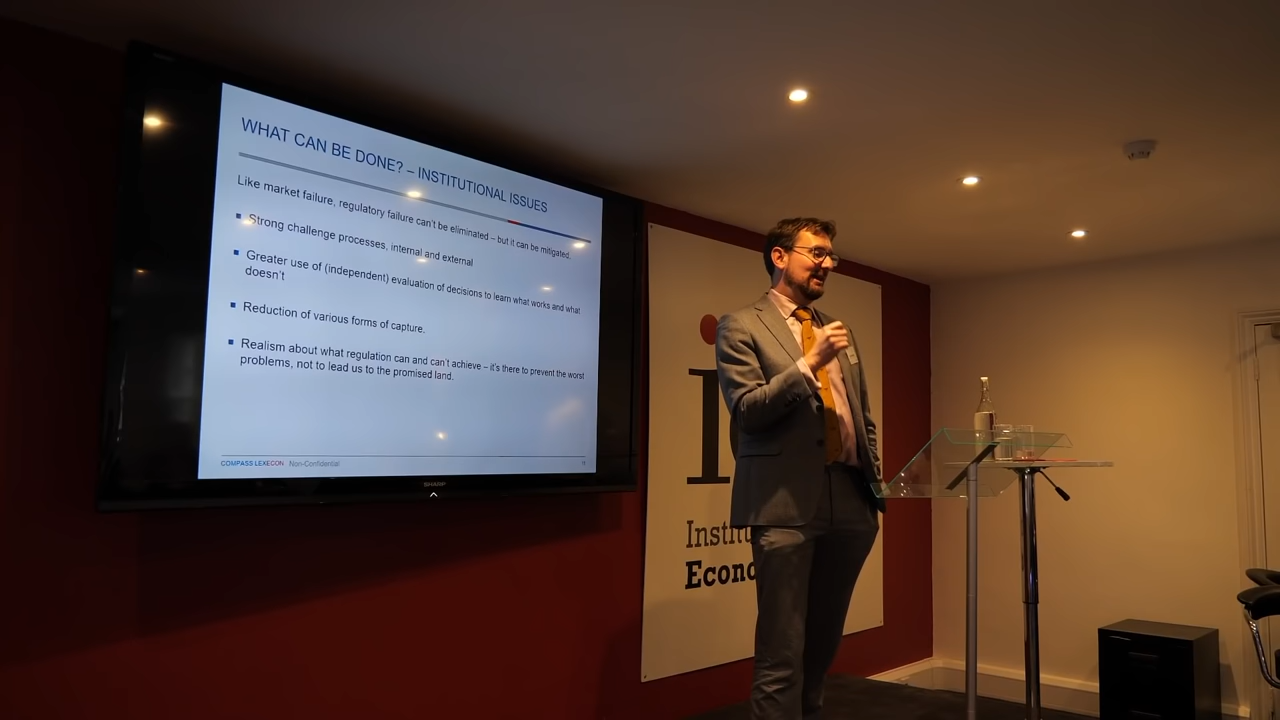 WHAT CAN BE DONE? – INSTITUTIONAL ISSUES
Like market failure, regulatory failure can't be eliminated – but it can be mitigated.
Strong challenge processes, internal and external
Greater use of (independent) evaluation of decisions to learn what works and what
doesn't
Reduction of various forms of capture.
Realism about what regulation can and can't achieve – it's there to prevent the worst
problems, not to lead us to the promised land.
COMPASS LEXECON Non-Confidential
SHARP
i
Institu
Econo